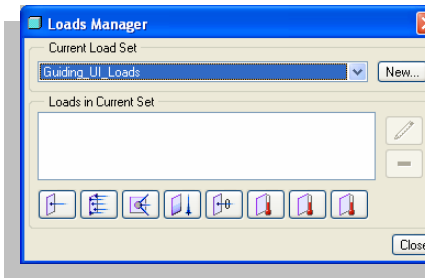 Loads Manager
Current Load Set
Guiding_UI_Loads
New...
Loads in Current Set
Close